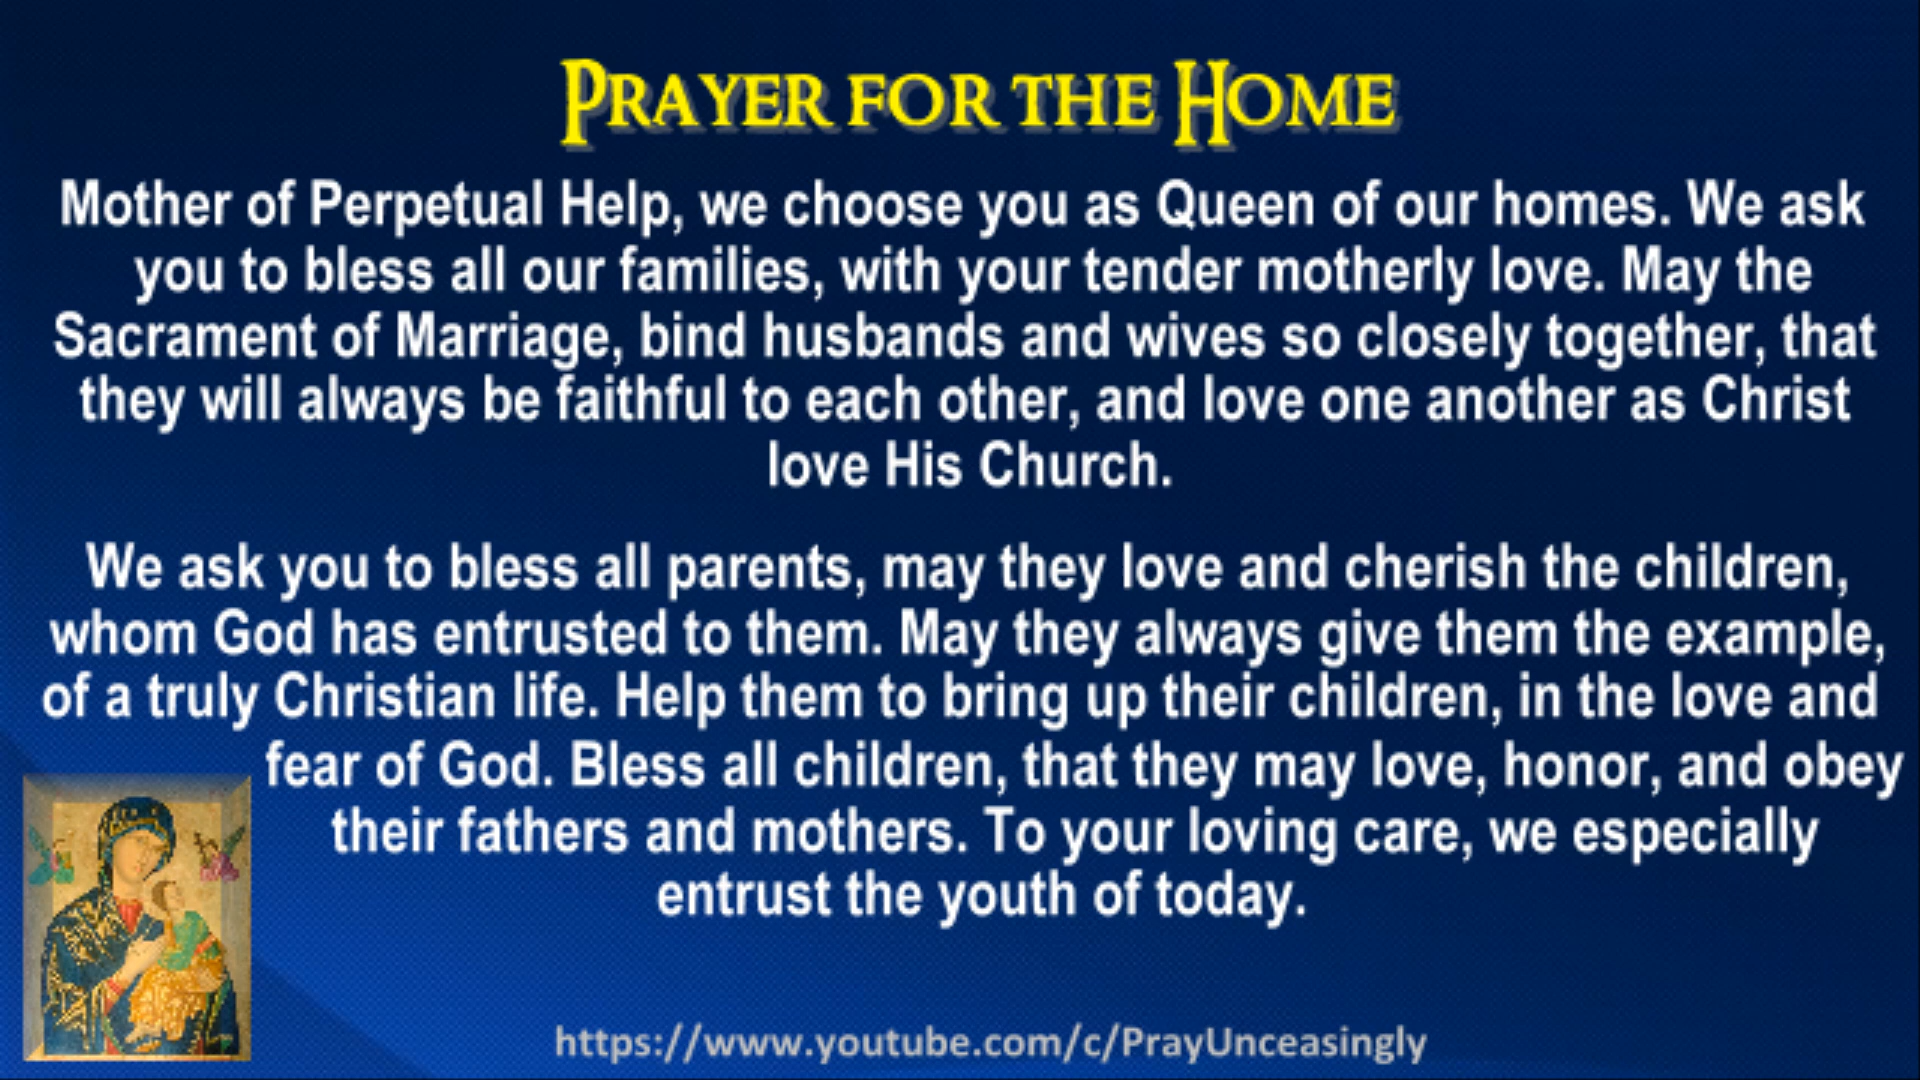 Prayer for the Home
Mother of Perpetual Help, we choose you as Queen of our homes. We ask
you to bless all our families, with your tender motherly love. May the
Sacrament of Marriage, bind husbands and wives so closely together, that
they will always be faithful to each other, and love one another as Christ
love His Church.
We ask you to bless all parents, may they love and cherish the children,
whom God has entrusted to them. May they always give them the example,
of a truly Christian life. Help them to bring up their children, in the love and
fear of God. Bless all children, that they may love, honor, and obey
their fathers and mothers. To your loving care, we especially
entrust the youth of today.
https://www.youtube.com/c/PrayUnceasingly